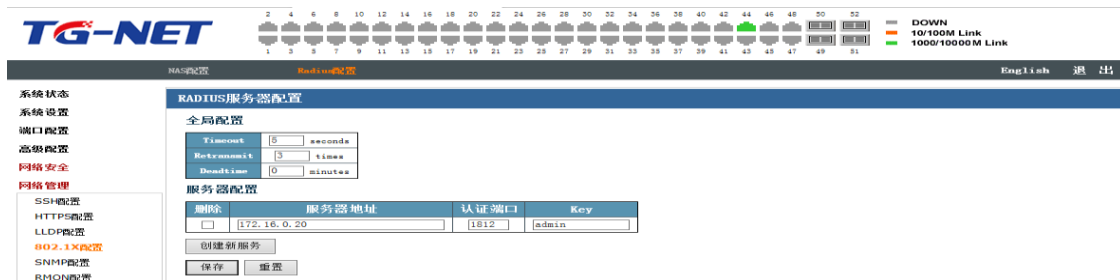 2 4 6 8 10 12 14 16 18 20 22 24 26 28 30 32 34 36 38 40 42 44 46 48 50 52
TG-NET
DOWN
10/100M Link
1000/10000M Link
1 3 5 7 9 11 13 15 17 19 21 23 25 27 29 31 33 35 37 39 41 43 45 47 49 51
NAS配置 Radius配置 English 退 出
系统状态
系统设置
端口配置
高级配置
网络安全
网络管理
SSH配置
HTTPS配置
LLDP配置
802.1X配置
SNMP配置
RMON配置
RADIUS服务器配置
全局配置
Timeout 5 seconds
Retransmit 3 times
Deadtime 0 minutes
服务器配置
删除 服务器地址 认证端口 Key
172.16.0.20 1812 admin
创建新服务
保存 重置